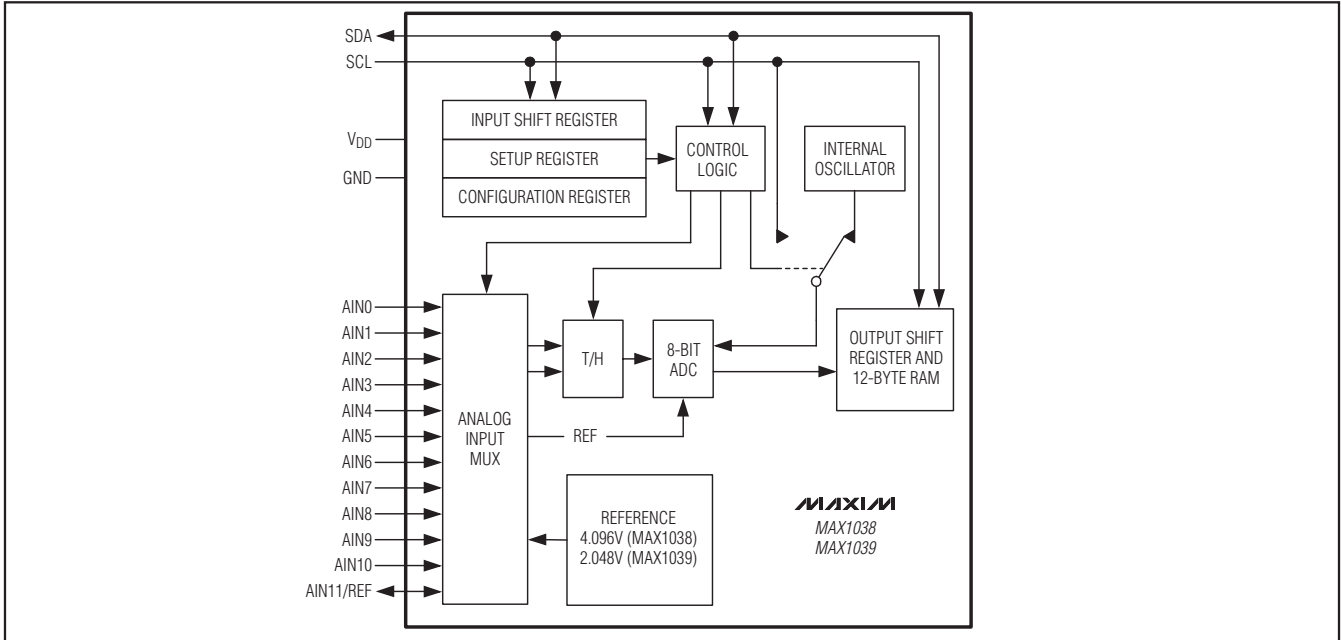 SDA
SCL
V_DD
GND
INPUT SHIFT REGISTER
SETUP REGISTER
CONFIGURATION REGISTER
CONTROL
LOGIC
INTERNAL
OSCILLATOR
AIN0
AIN1
AIN2
AIN3
AIN4
AIN5
AIN6
AIN7
AIN8
AIN9
AIN10
AIN11/REF
ANALOG
INPUT
MUX
T/H
8-BIT
ADC
OUTPUT SHIFT
REGISTER AND
12-BYTE RAM
REF
REFERENCE
4.096V (MAX1038)
2.048V (MAX1039)
MAXIM
MAX1038
MAX1039